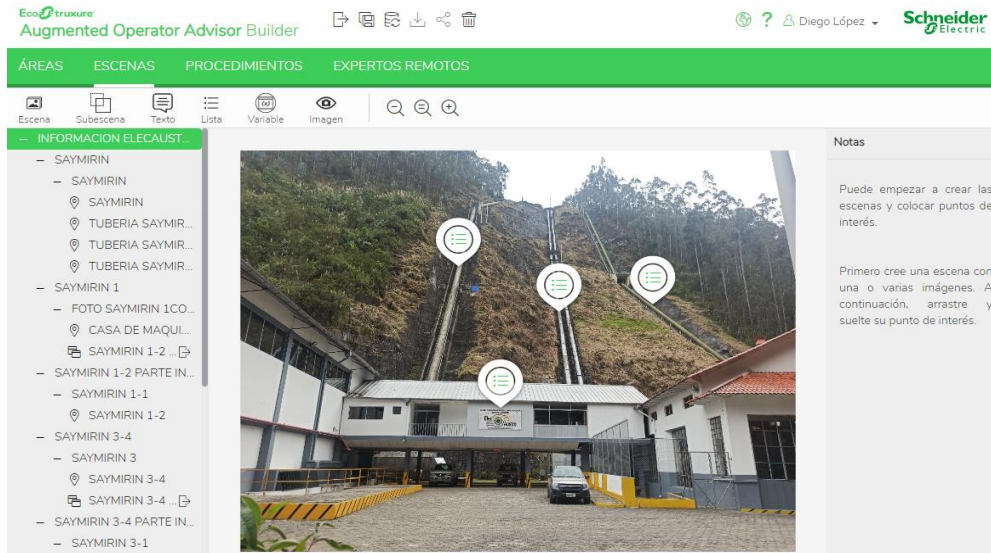 EcoStruxure
Augmented Operator Advisor Builder
? Diego López
Schneider
Electric
ÁREAS ESCENAS PROCEDIMIENTOS EXPERTOS REMOTOS
Escena Subescena Texto Lista Variable Imagen
INFORMACION ELECAUST...
SAYMIRIN
SAYMIRIN
SAYMIRIN
TUBERIA SAYMIR...
TUBERIA SAYMIR...
TUBERIA SAYMIR...
SAYMIRIN 1
FOTO SAYMIRIN 1CO...
CASA DE MAQUI...
SAYMIRIN 1-2 ...
SAYMIRIN 1-2 PARTE IN...
SAYMIRIN 1-1
SAYMIRIN 1-2
SAYMIRIN 3-4
SAYMIRIN 3
SAYMIRIN 3-4
SAYMIRIN 3-4 ...
SAYMIRIN 3-4 PARTE IN...
SAYMIRIN 3-1
Notas
Puede empezar a crear las
escenas y colocar puntos de
interés.
Primero cree una escena con
una o varias imágenes. A
continuación, arrastre y
suelte su punto de interés.